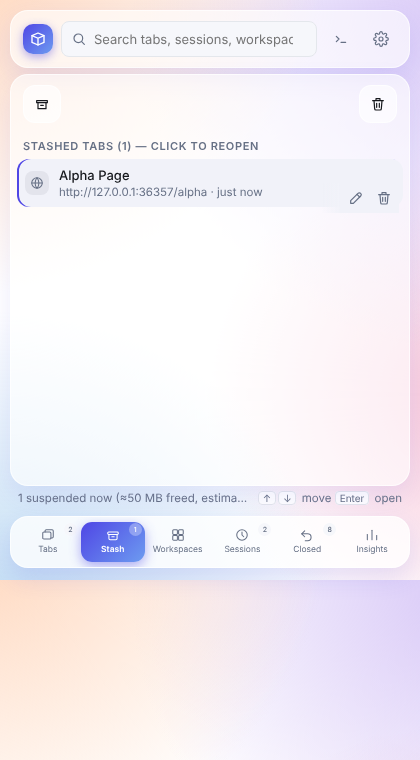 Search tabs, sessions, workspac
STASHED TABS (1) — CLICK TO REOPEN
Alpha Page
http://127.0.0.1:36357/alpha · just now
1 suspended now (≈50 MB freed, estima... ↑ ↓ move Enter open
2 1 2 8
Tabs Stash Workspaces Sessions Closed Insights